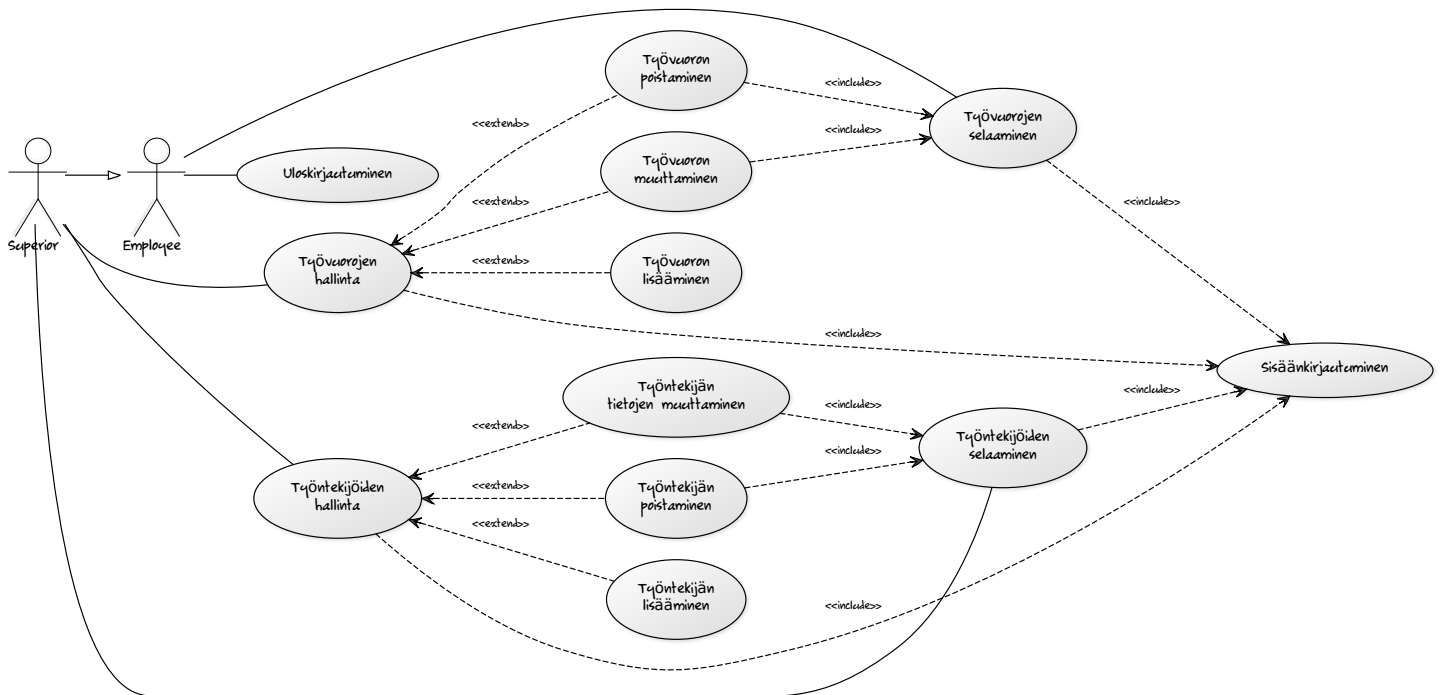 Työvuoron
poistaminen
<<include>>
Työvuorojen
selaaminen
<<extend>>
<<include>>
Työvuoron
muuttaminen
Uloskirjautuminen
<<extend>>
<<include>>
Superior
Employee
Työvuorojen
hallinta
<<extend>>
Työvuoron
lisääminen
<<include>>
Sisäänkirjautuminen
Työntekijän
tietojen muuttaminen
<<include>>
<<include>>
<<extend>>
Työntekijöiden
selaaminen
<<include>>
Työntekijöiden
hallinta
<<extend>>
Työntekijän
poistaminen
<<extend>>
Työntekijän
lisääminen
<<include>>